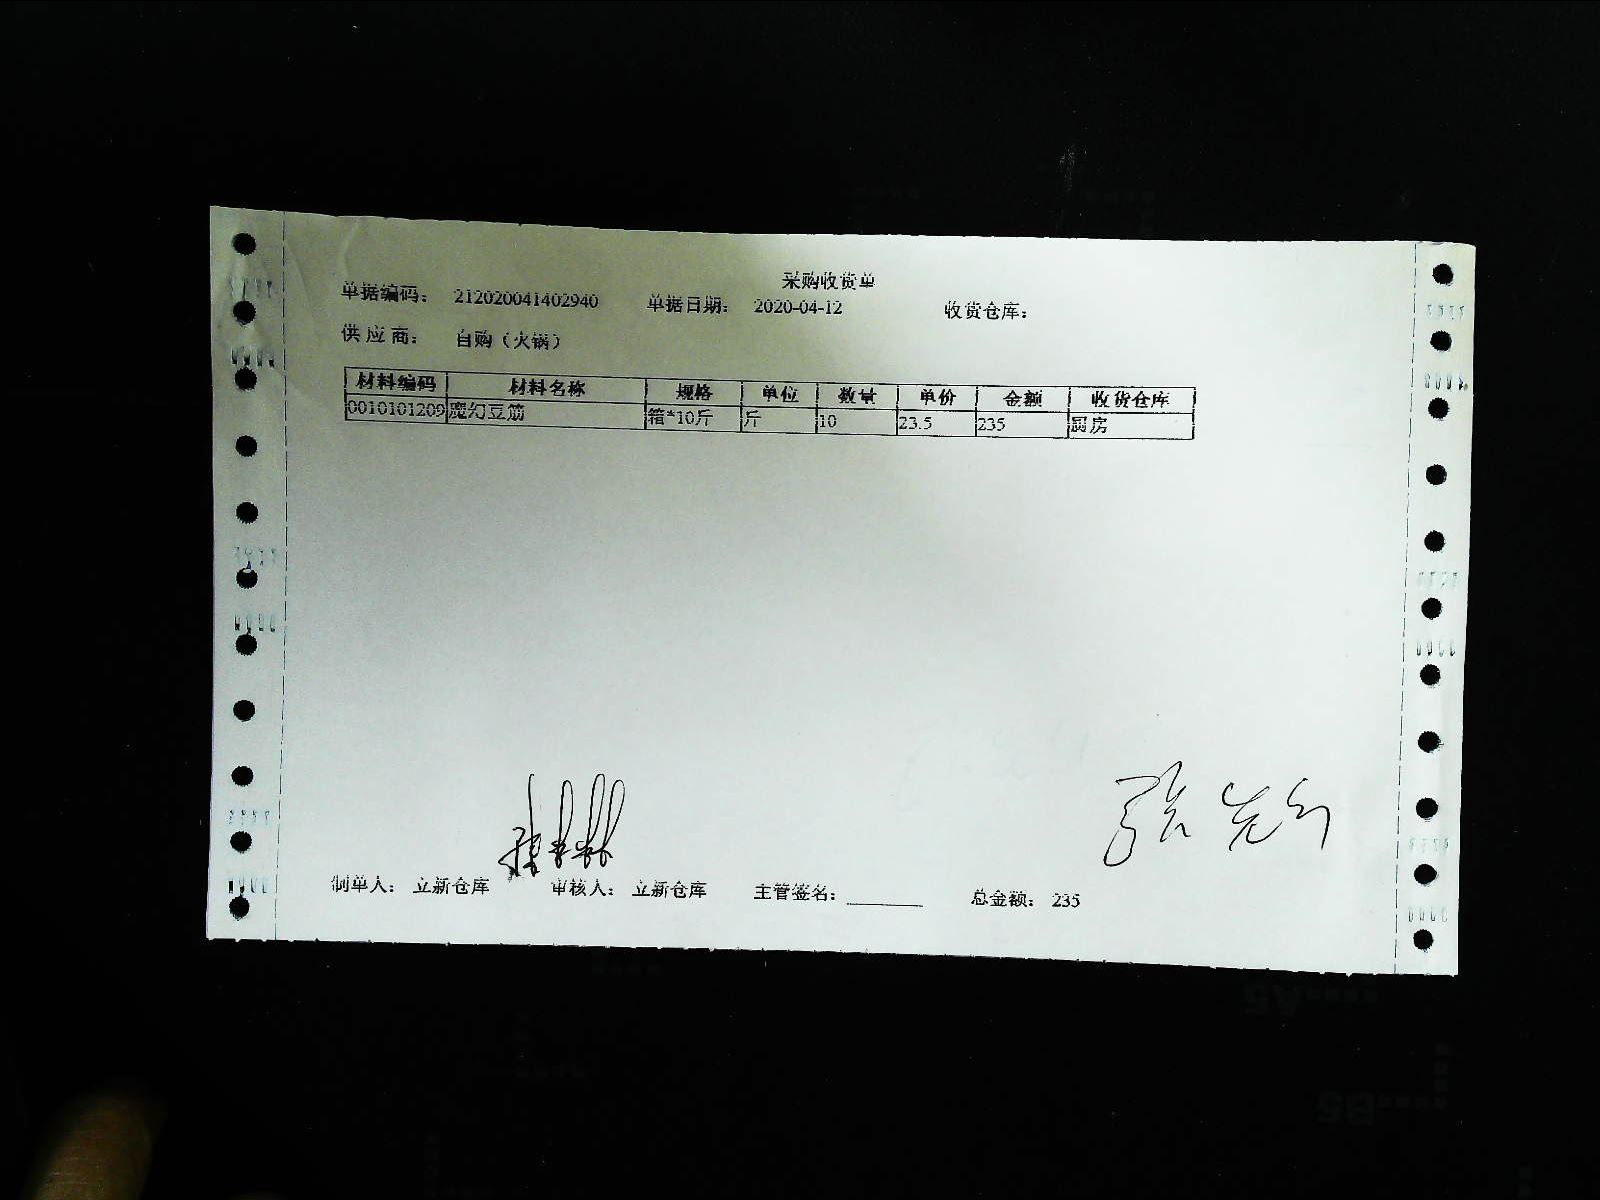 采购收货单
单据编码： 212020041402940 单据日期： 2020-04-12 收货仓库：
供 应 商： 自购（火锅）
材料编码 材料名称 规格 单位 数量 单价 金额 收货仓库
0010101209 魔幻豆筋 箱*10斤 斤 10 23.5 235 厨房
制单人： 立新仓库 审核人： 立新仓库 主管签名：________ 总金额： 235